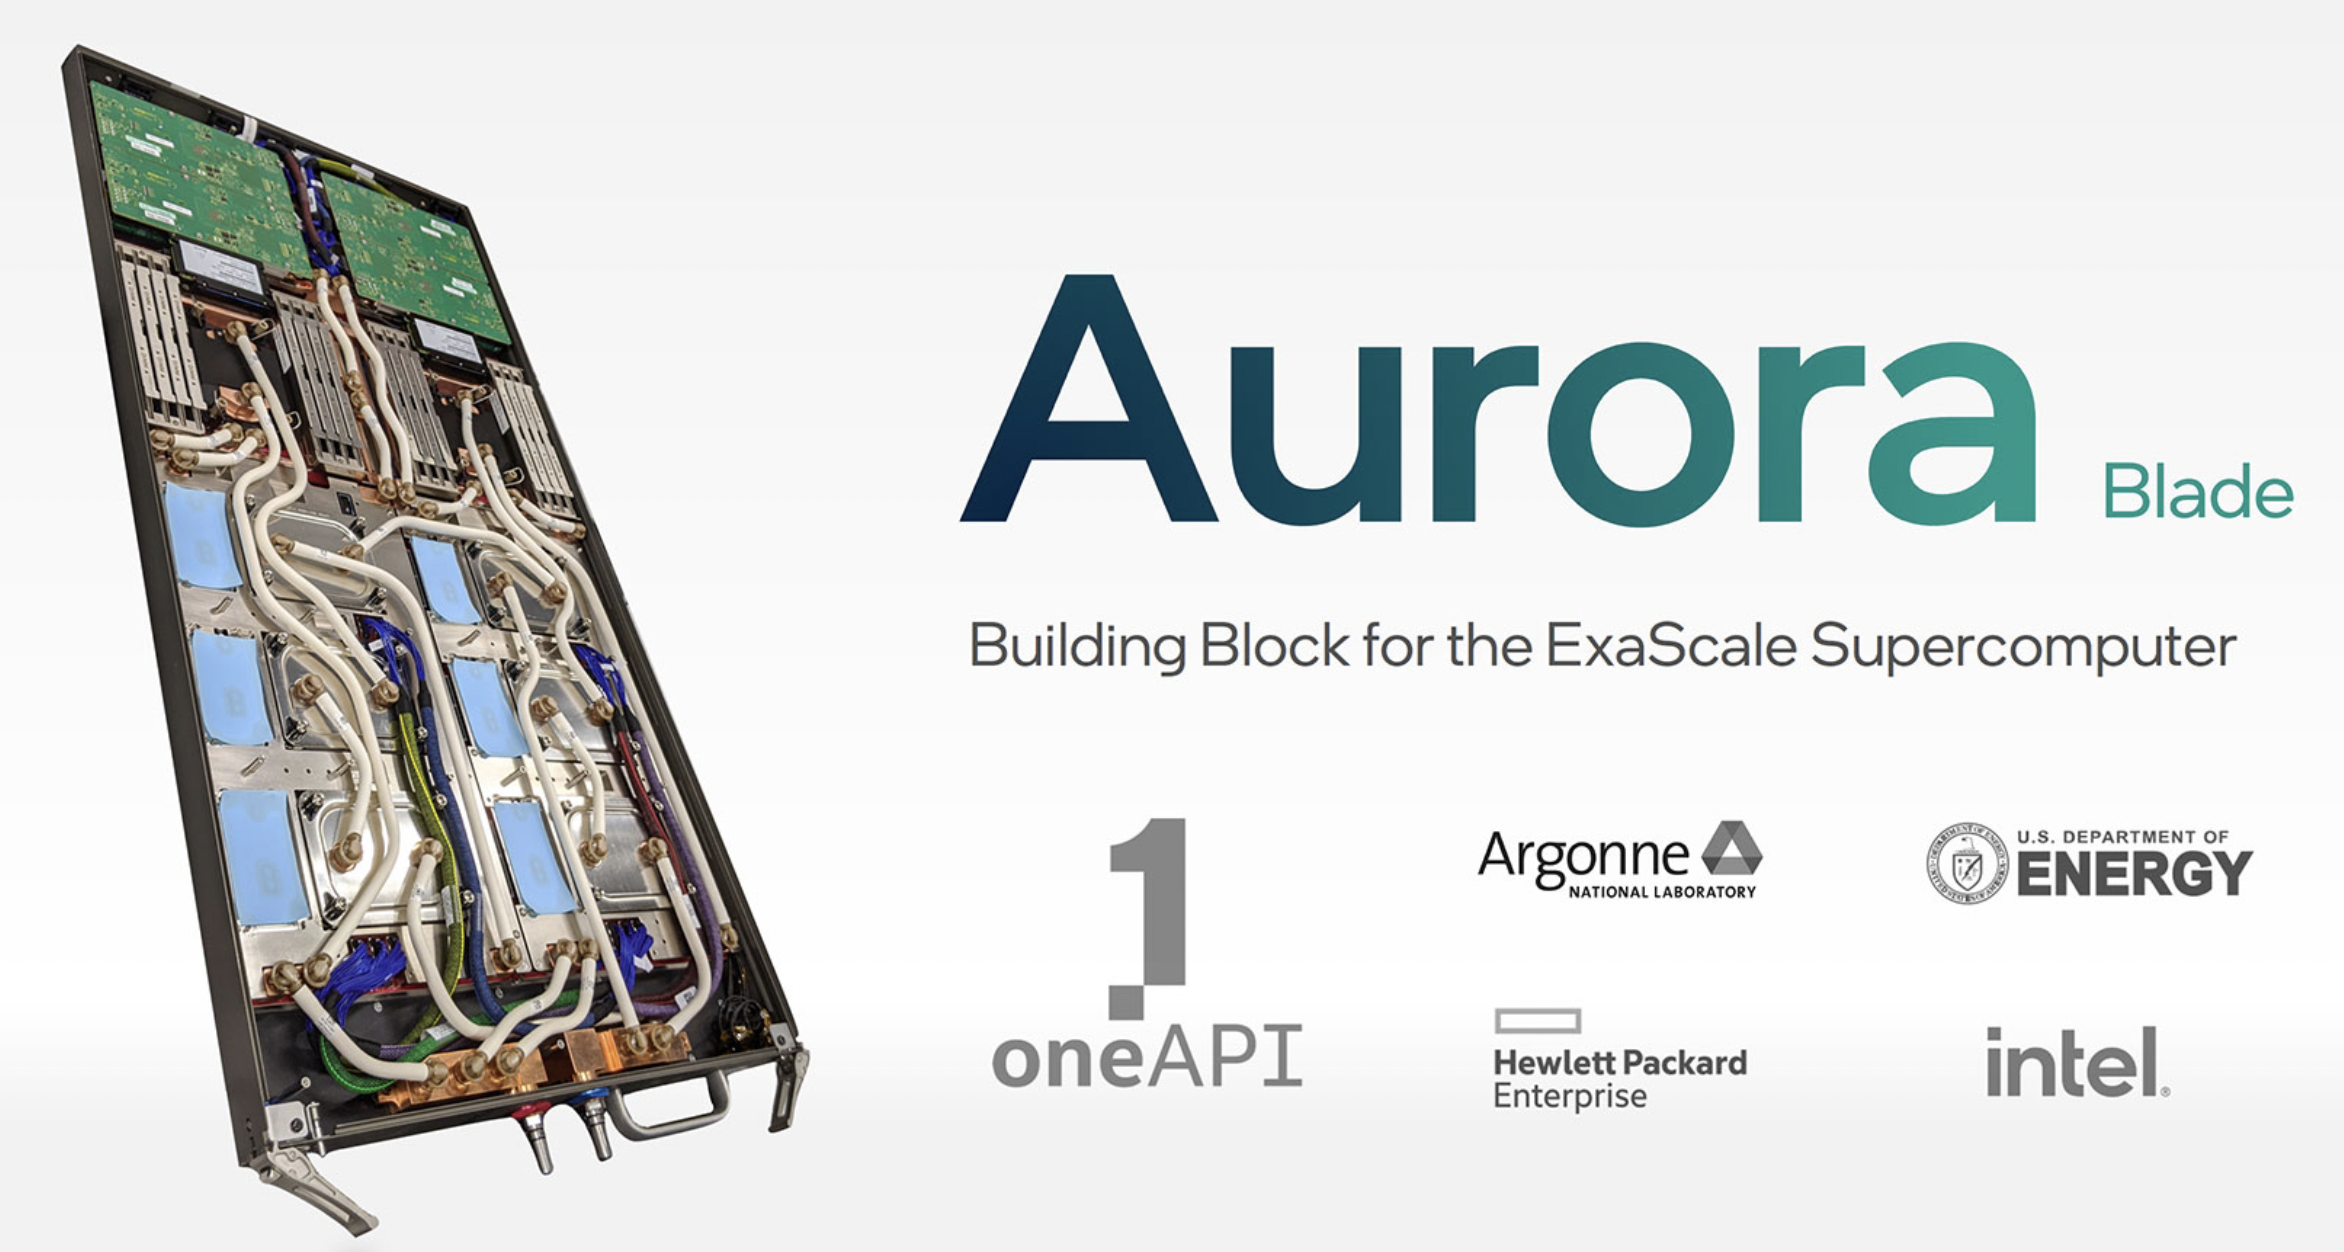 Aurora Blade
Building Block for the ExaScale Supercomputer
oneAPI
Argonne
NATIONAL LABORATORY
U.S. DEPARTMENT OF
ENERGY
Hewlett Packard
Enterprise
intel